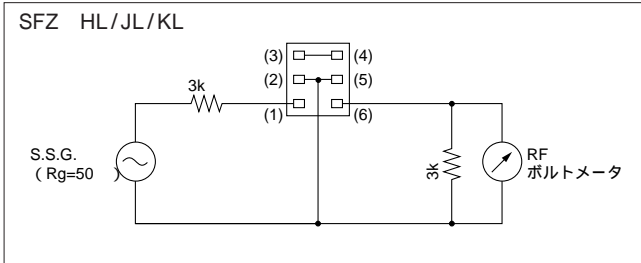 SFZ HL/JL/KL
(3)
(4)
(2)
(5)
3k
(1)
(6)
S.S.G.
( Rg=50 )
3k
RF
ボルトメータ